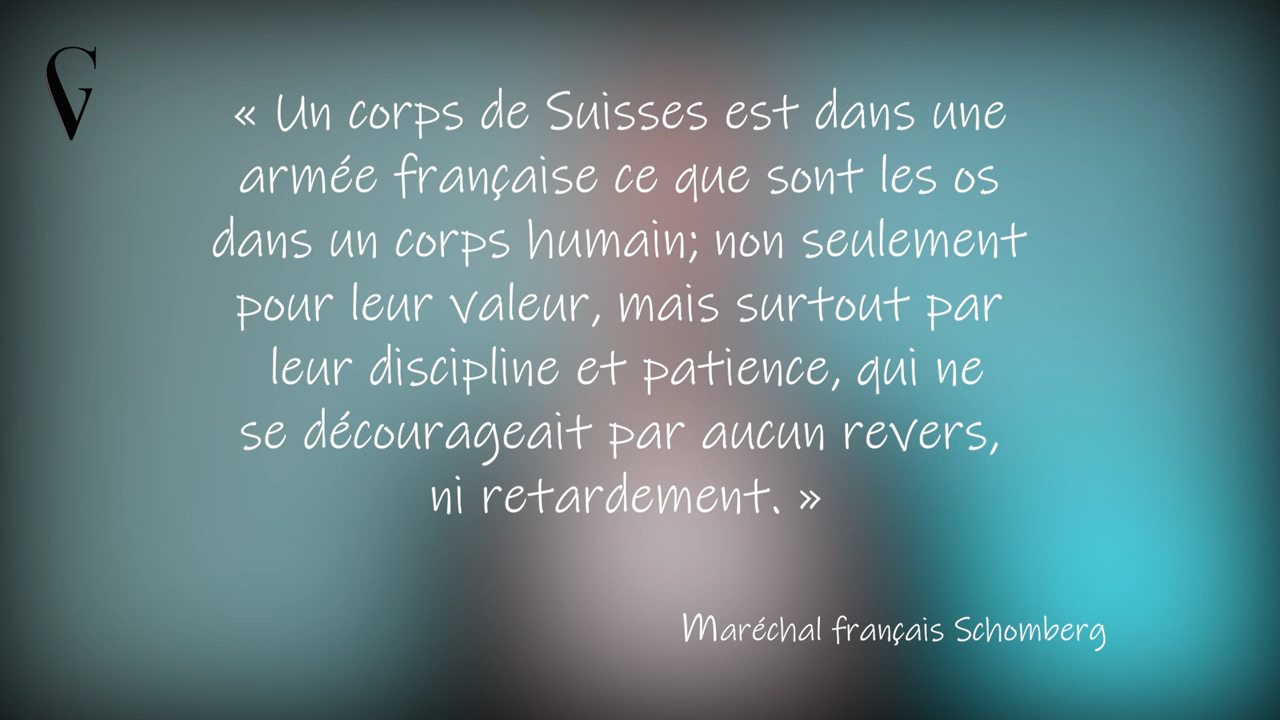 GV
« Un corps de Suisses est dans une
armée française ce que sont les os
dans un corps humain; non seulement
pour leur valeur, mais surtout par
leur discipline et patience, qui ne
se décourageait par aucun revers,
ni retardement. »
Maréchal français Schomberg